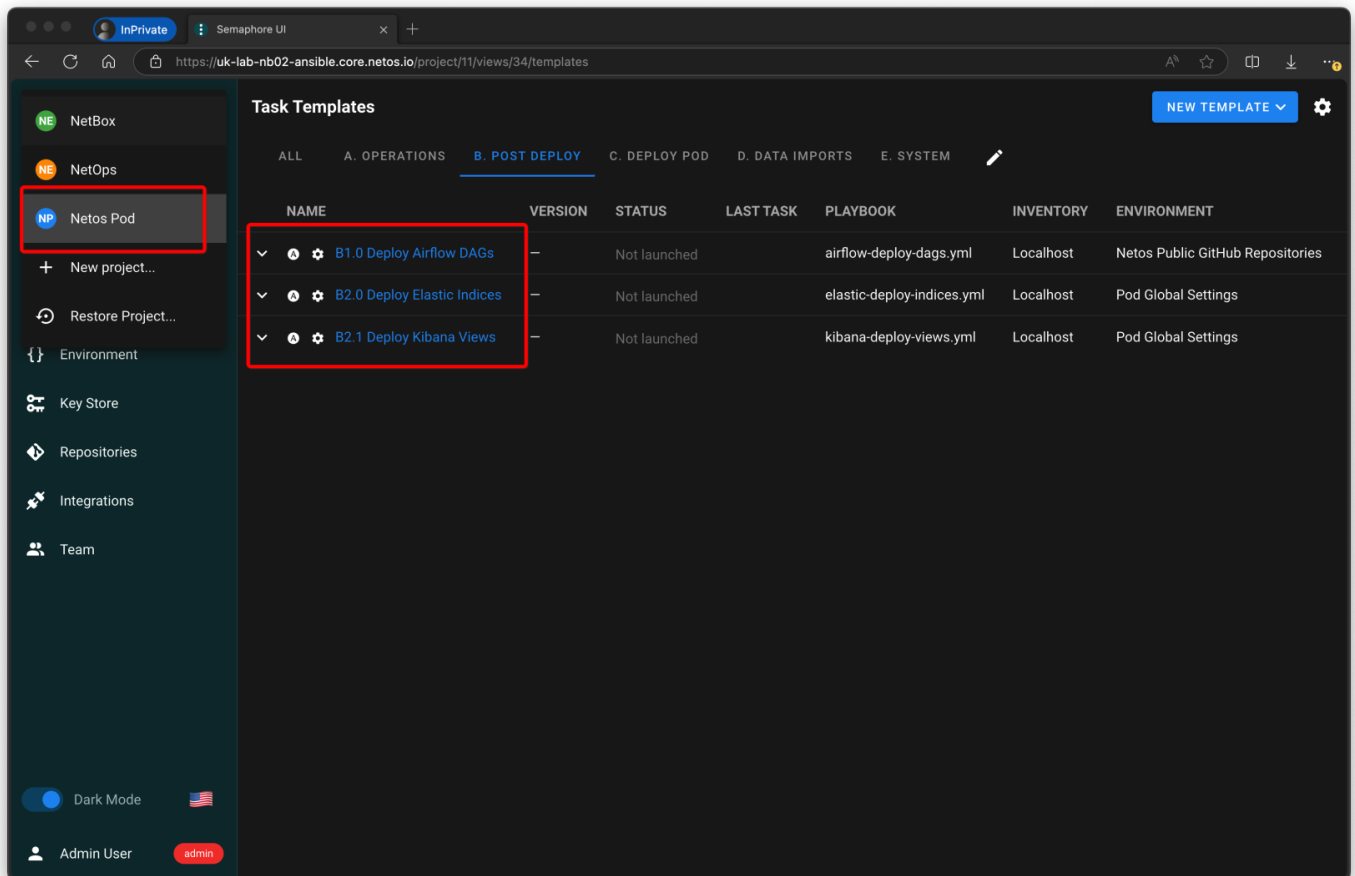 InPrivate
Semaphore UI
https://uk-lab-nb02-ansible.core.netos.io/project/11/views/34/templates
NE NetBox
NE NetOps
NP Netos Pod
New project...
Restore Project...
{} Environment
Key Store
Repositories
Integrations
Team
Dark Mode
Admin User admin
Task Templates
NEW TEMPLATE
ALL A. OPERATIONS B. POST DEPLOY C. DEPLOY POD D. DATA IMPORTS E. SYSTEM
NAME VERSION STATUS LAST TASK PLAYBOOK INVENTORY ENVIRONMENT
A B1.0 Deploy Airflow DAGs — Not launched airflow-deploy-dags.yml Localhost Netos Public GitHub Repositories
A B2.0 Deploy Elastic Indices — Not launched elastic-deploy-indices.yml Localhost Pod Global Settings
A B2.1 Deploy Kibana Views — Not launched kibana-deploy-views.yml Localhost Pod Global Settings